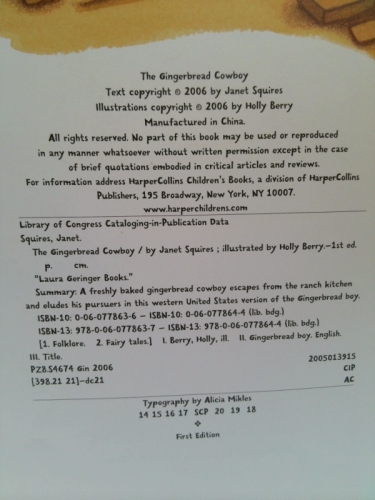 The Gingerbread Cowboy
Text copyright © 2006 by Janet Squires
Illustrations copyright © 2006 by Holly Berry
Manufactured in China.
All rights reserved. No part of this book may be used or reproduced
in any manner whatsoever without written permission except in the case
of brief quotations embodied in critical articles and reviews.
For information address HarperCollins Children's Books, a division of HarperCollins
Publishers, 195 Broadway, New York, NY 10007.
www.harperchildrens.com
Library of Congress Cataloging-in-Publication Data
Squires, Janet.
The Gingerbread Cowboy / by Janet Squires ; illustrated by Holly Berry.—1st ed.
p. cm.
"Laura Geringer Books."
Summary: A freshly baked gingerbread cowboy escapes from the ranch kitchen
and eludes his pursuers in this western United States version of the Gingerbread boy.
ISBN-10: 0-06-077863-6 — ISBN-10: 0-06-077864-4 (lib. bdg.)
ISBN-13: 978-0-06-077863-7 — ISBN-13: 978-0-06-077864-4 (lib. bdg.)
[1. Folklore. 2. Fairy tales.] I. Berry, Holly, ill. II. Gingerbread boy. English.
III. Title.
PZ8.S4674 Gin 2006 2005013915
[398.21 21]—dc21 CIP
AC
Typography by Alicia Mikles
14 15 16 17 SCP 20 19 18
❖
First Edition